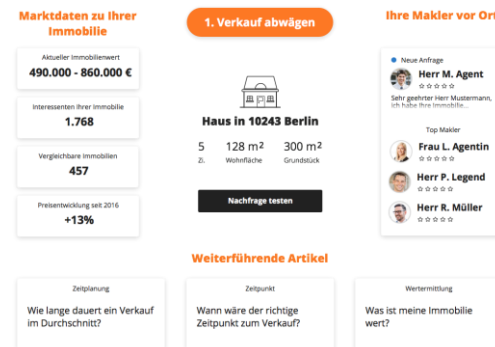 Marktdaten zu Ihrer
Immobilie
Aktueller Immobilienwert
490.000 - 860.000 €
Interessenten Ihrer Immobilie
1.768
Vergleichbare Immobilien
457
Preisentwicklung seit 2016
+13%
1. Verkauf abwägen
Haus in 10243 Berlin
5 128 m² 300 m²
Zi. Wohnfläche Grundstück
Nachfrage testen
Ihre Makler vor Ort
Neue Anfrage
Herr M. Agent
Sehr geehrter Herr Mustermann,
ich habe Ihre Immobilie...
Top Makler
Frau L. Agentin
Herr P. Legend
Herr R. Müller
Weiterführende Artikel
Zeitplanung
Wie lange dauert ein Verkauf
im Durchschnitt?
Zeitpunkt
Wann wäre der richtige
Zeitpunkt zum Verkauf?
Wertermittlung
Was ist meine Immobilie
wert?